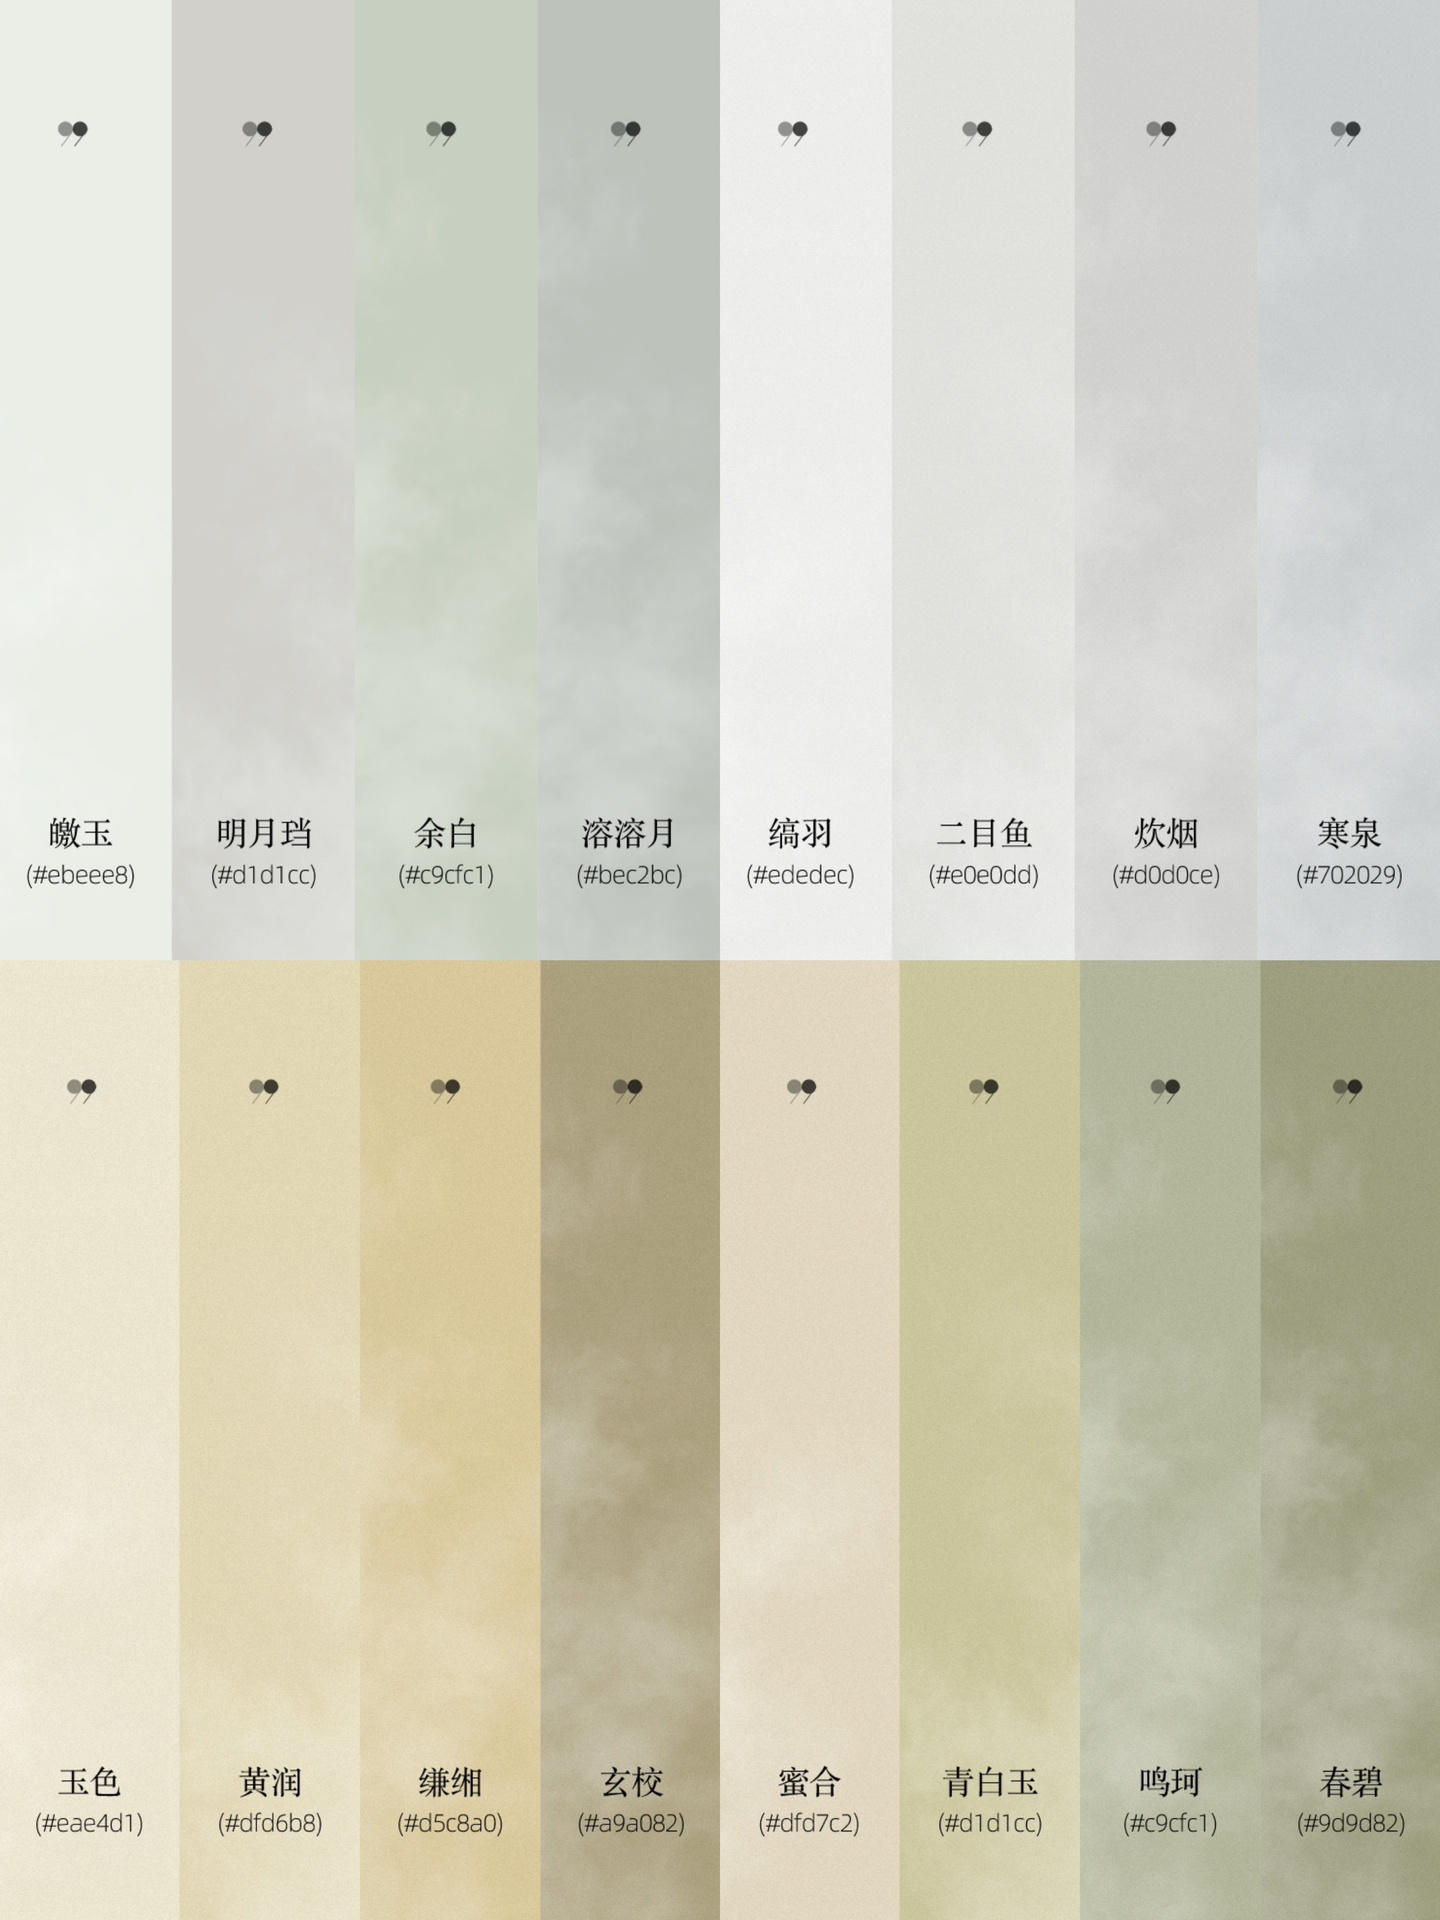 皦玉 明月珰 余白 溶溶月 缟羽 二目鱼 炊烟 寒泉
(#ebeee8) (#d1d1cc) (#c9cfc1) (#bec2bc) (#ededec) (#e0e0dd) (#d0d0ce) (#702029)
玉色 黄润 缣缃 玄校 蜜合 青白玉 鸣珂 春碧
(#eae4d1) (#dfd6b8) (#d5c8a0) (#a9a082) (#dfd7c2) (#d1d1cc) (#c9cfc1) (#9d9d82)